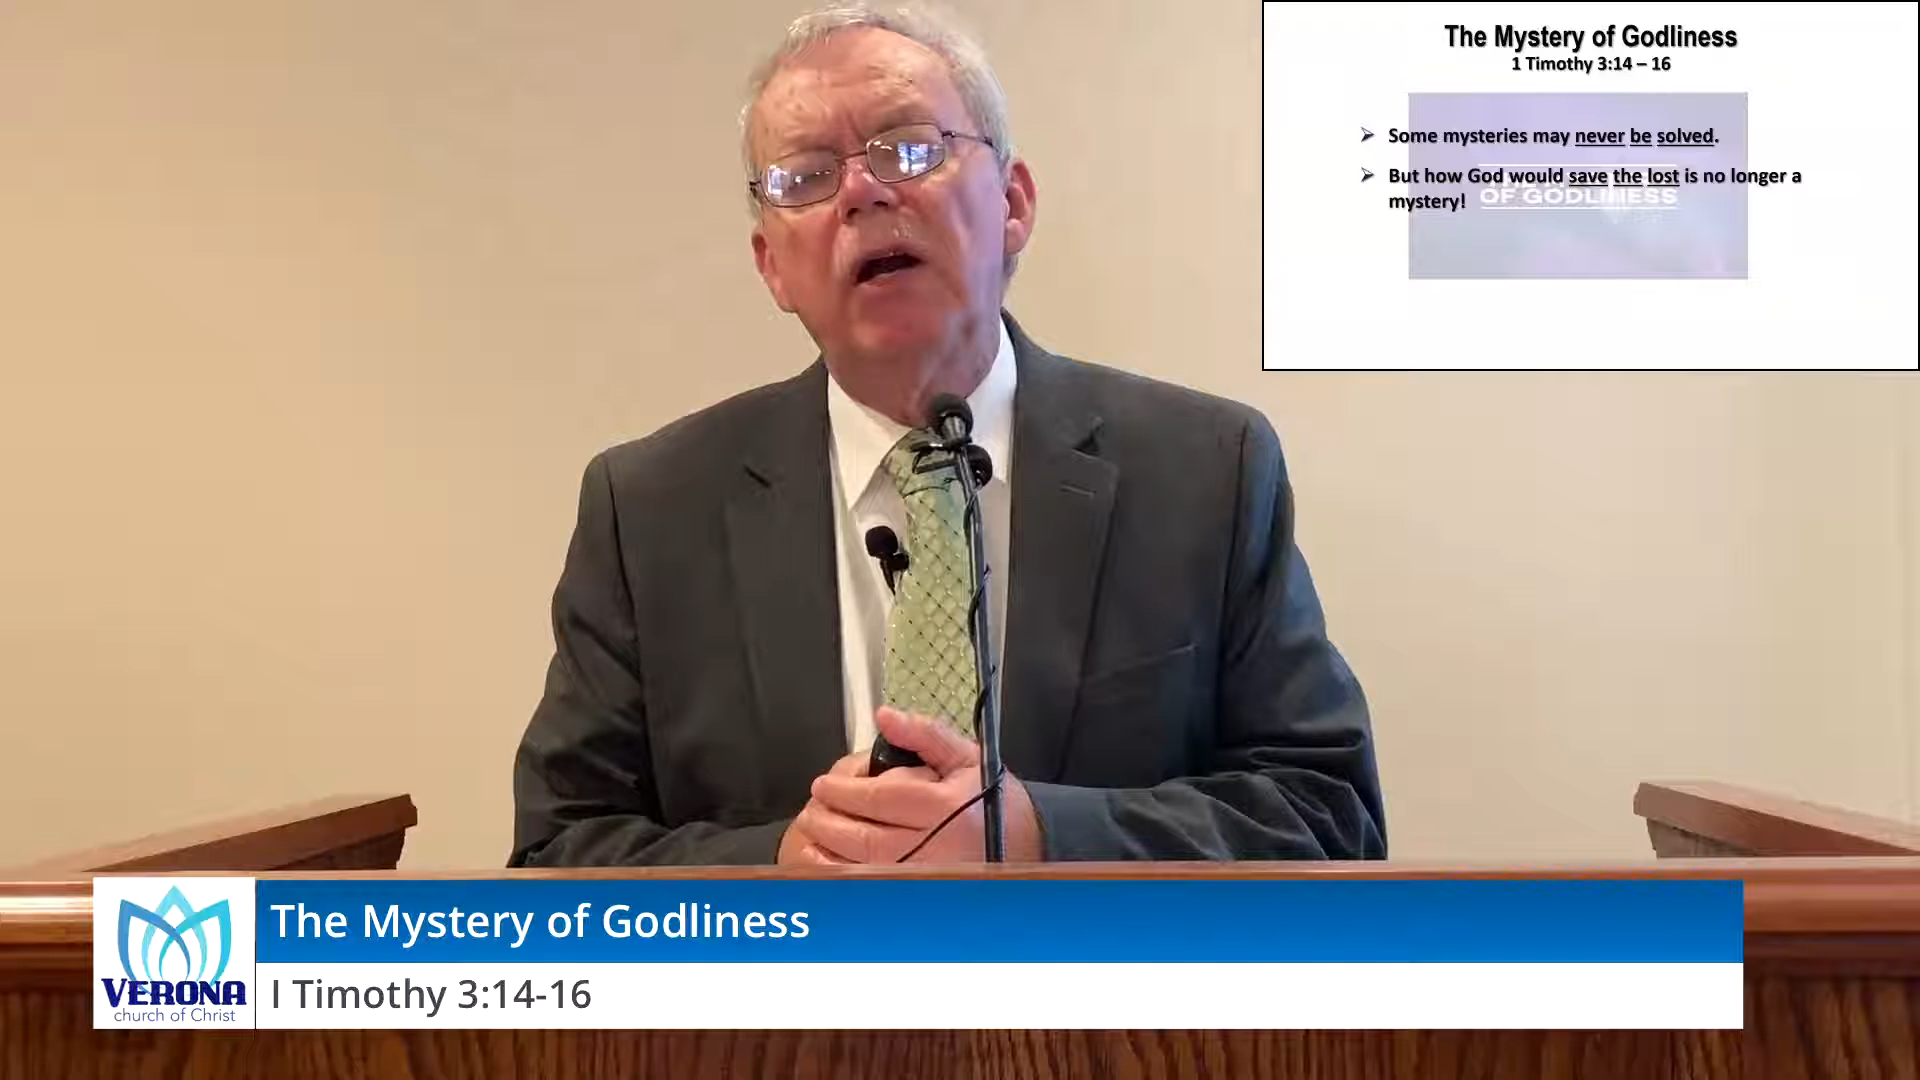 The Mystery of Godliness
1 Timothy 3:14 – 16
Some mysteries may never be solved.
But how God would save the lost is no longer a
mystery!
OF GODLINESS
The Mystery of Godliness
I Timothy 3:14-16
VERONA
church of Christ